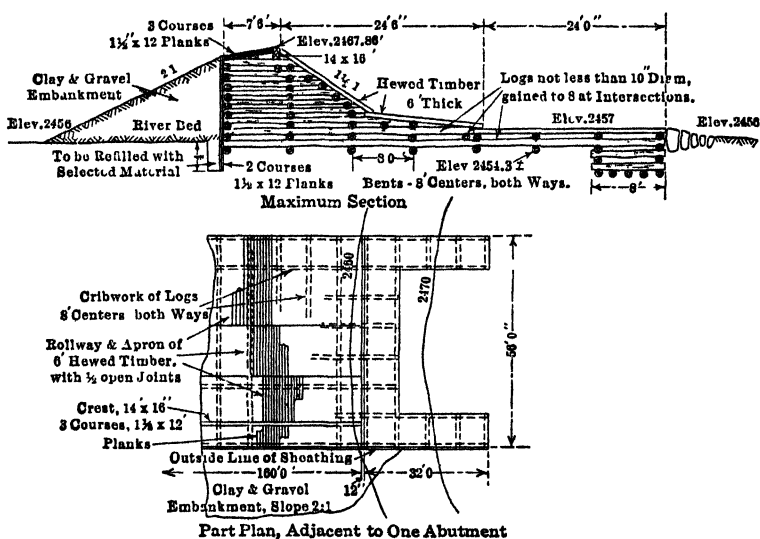 3 Courses
1½"x 12 Planks
7'6"
24'6"
24'0"
Elev.2467.86'
14 x 16'
2 1
Clay & Gravel
Embankment
Hewed Timber
6" Thick
Logs not less than 10" Diam,
gained to 8 at Intersections.
Elev.2456
River Bed
Elev.2457
Elev.2456
To be Refilled with
Selected Material
2 Courses
1½ x 12 Planks
8 0
Elev 2454.3±
Bents - 8' Centers, both Ways.
8'
Maximum Section
2460
2470
Cribwork of Logs
8' Centers both Ways
56'0"
Rollway & Apron of
6' Hewed Timber,
with ½ open Joints
Crest, 14" x 16"
3 Courses, 1½ x 12
Planks
Outside Line of Sheathing
160'0"
12"
32'0
Clay & Gravel
Embankment, Slope 2:1
Part Plan, Adjacent to One Abutment